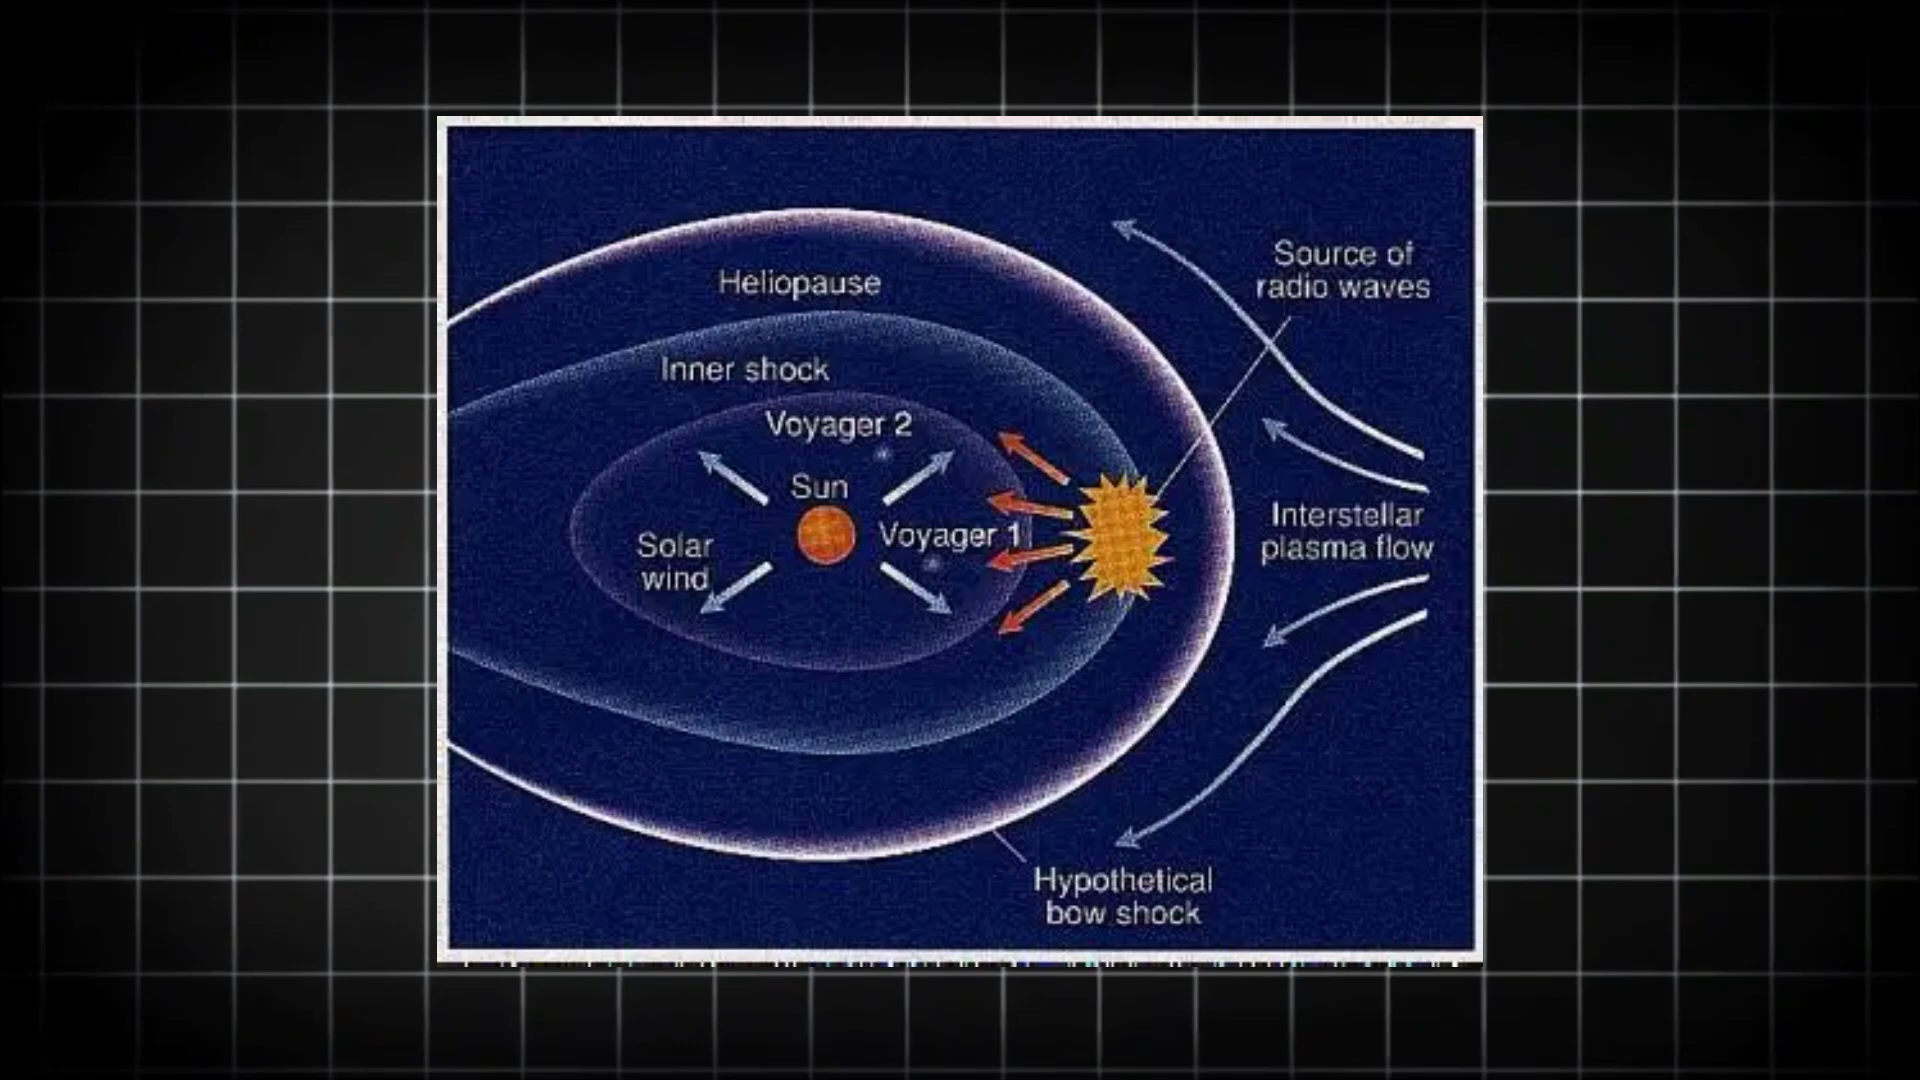 Source of
radio waves
Heliopause
Inner shock
Voyager 2
Sun
Voyager 1
Solar
wind
Interstellar
plasma flow
Hypothetical
bow shock